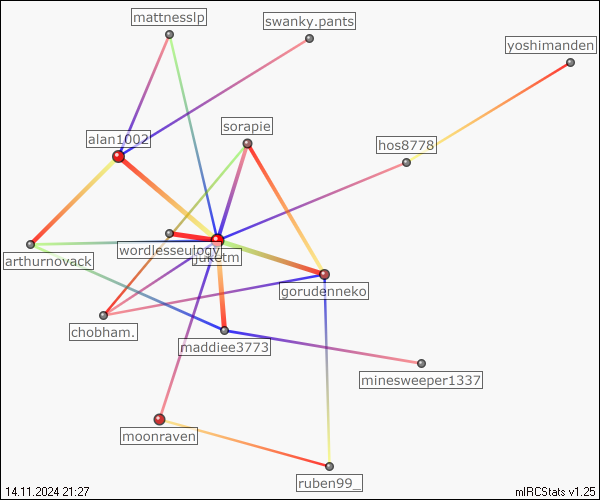 mattnesslp
swanky.pants
yoshimanden
alan1002
sorapie
hos8778
arthurnovack
wordlesseulogy
juketm
gorudenneko
chobham.
maddiee3773
minesweeper1337
moonraven
ruben99_
14.11.2024 21:27
mIRCStats v1.25